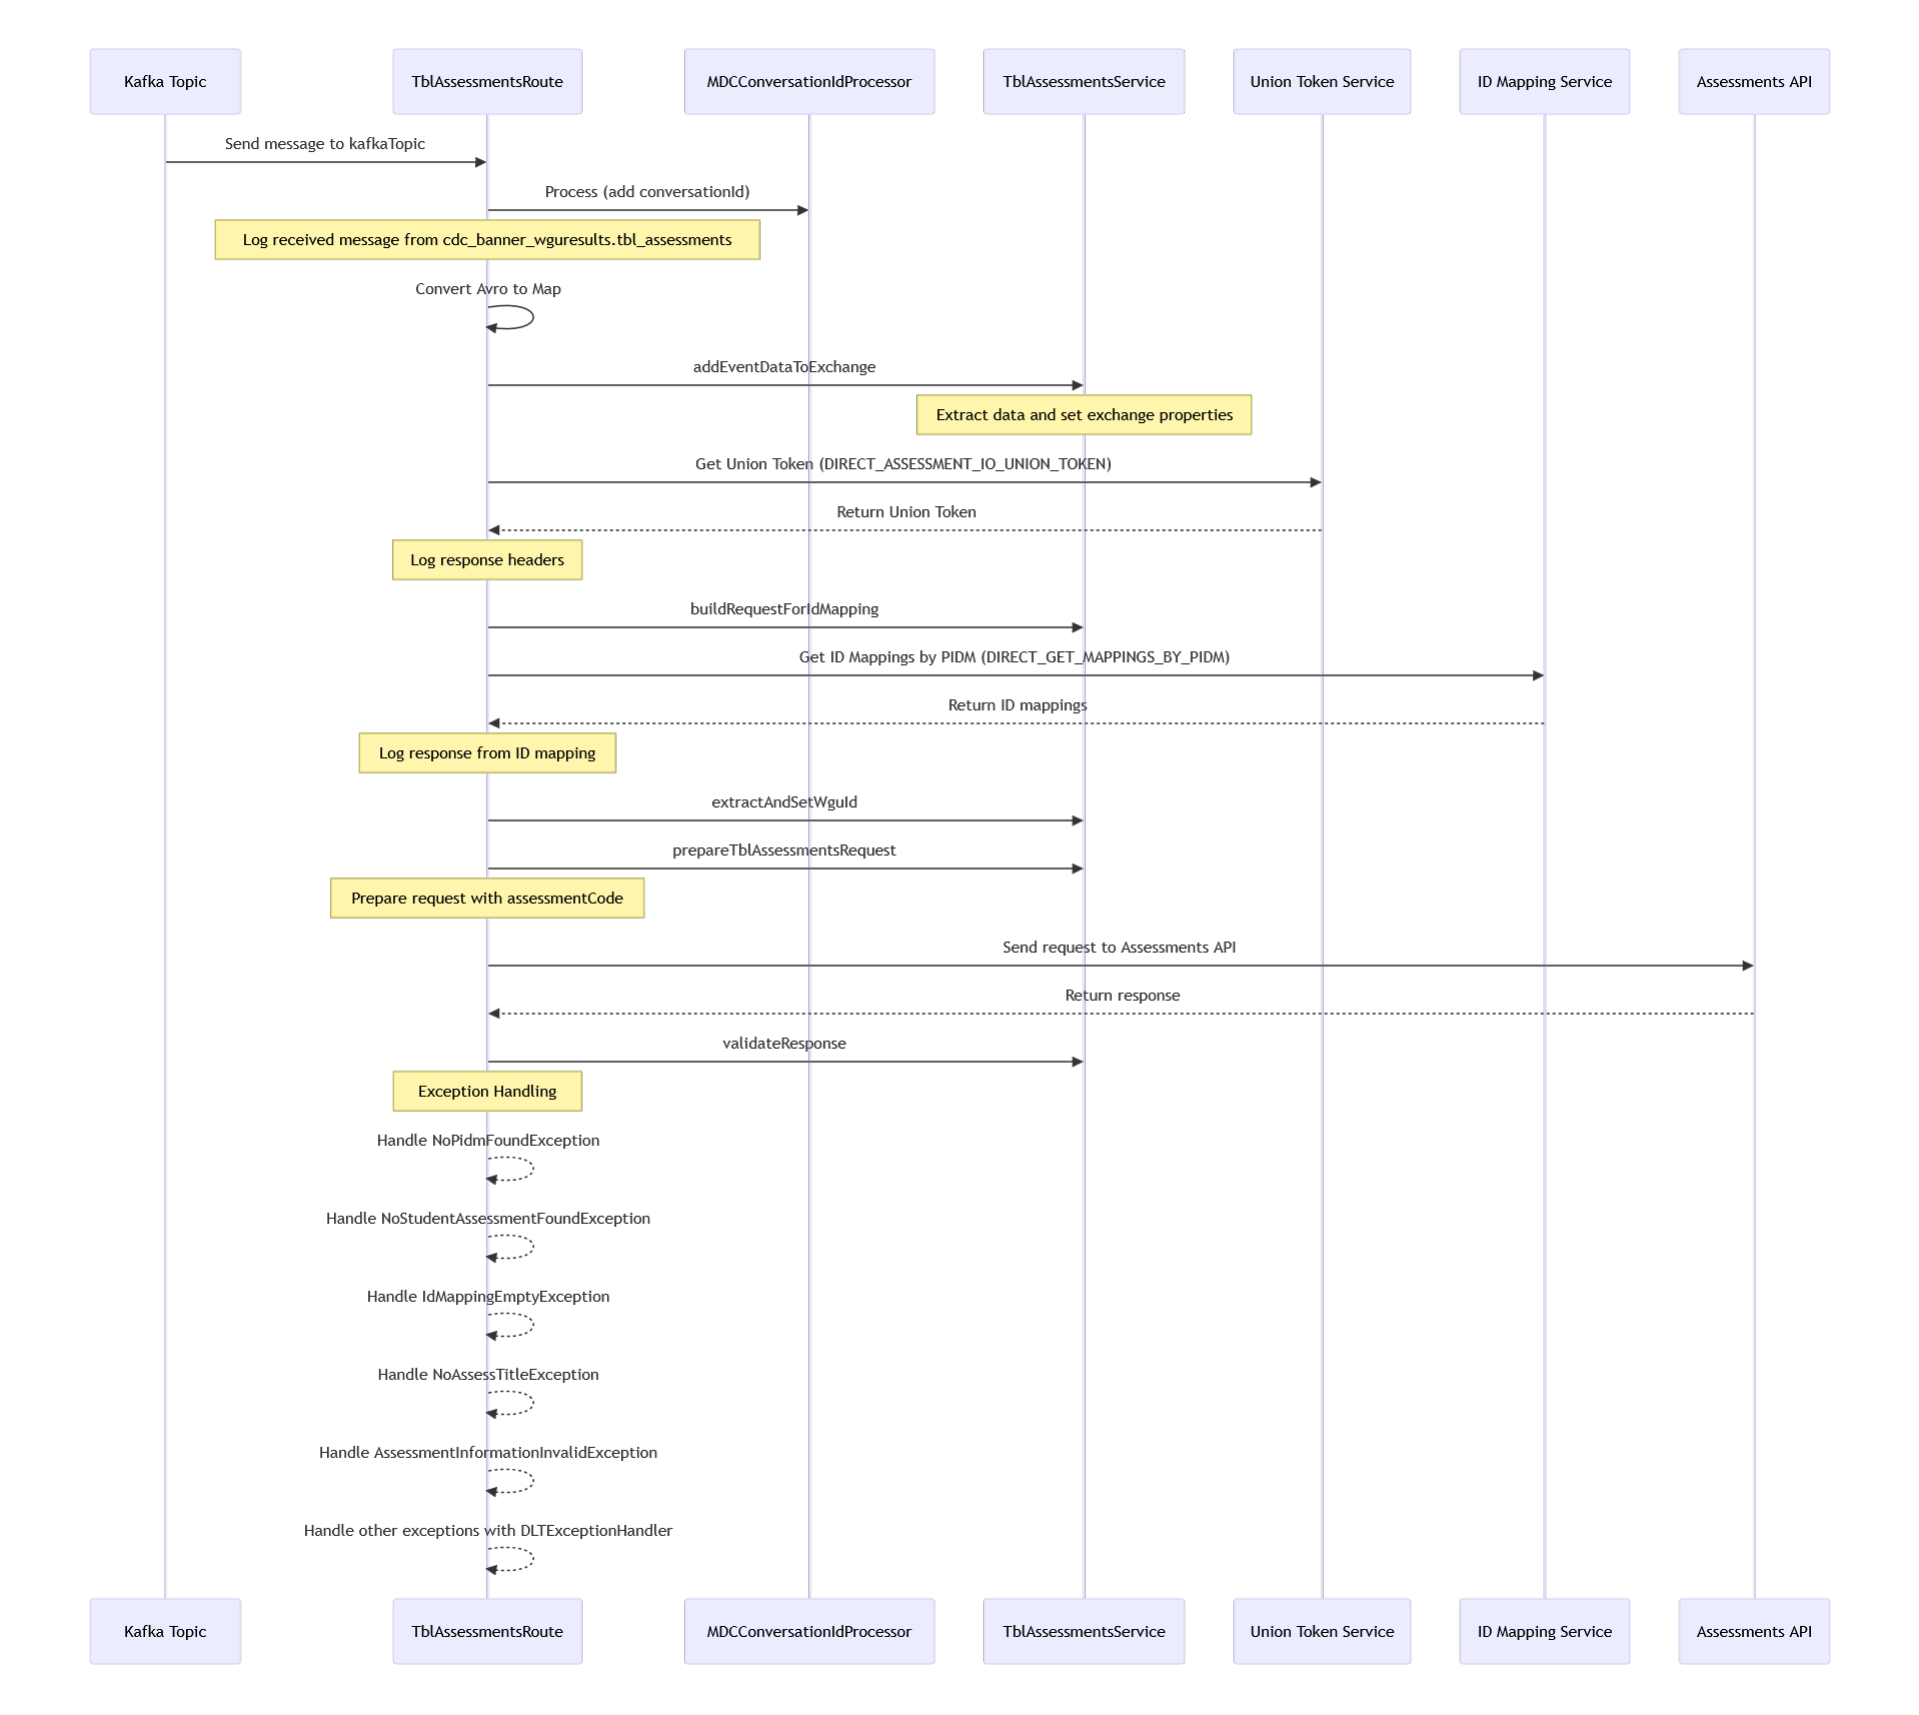 Kafka Topic
TblAssessmentsRoute
MDCConversationIdProcessor
TblAssessmentsService
Union Token Service
ID Mapping Service
Assessments API
Send message to kafkaTopic
Process (add conversationId)
Log received message from cdc_banner_wguresults.tbl_assessments
Convert Avro to Map
addEventDataToExchange
Extract data and set exchange properties
Get Union Token (DIRECT_ASSESSMENT_IO_UNION_TOKEN)
Return Union Token
Log response headers
buildRequestForIdMapping
Get ID Mappings by PIDM (DIRECT_GET_MAPPINGS_BY_PIDM)
Return ID mappings
Log response from ID mapping
extractAndSetWguId
prepareTblAssessmentsRequest
Prepare request with assessmentCode
Send request to Assessments API
Return response
validateResponse
Exception Handling
Handle NoPidmFoundException
Handle NoStudentAssessmentFoundException
Handle IdMappingEmptyException
Handle NoAssessTitleException
Handle AssessmentInformationInvalidException
Handle other exceptions with DLTExceptionHandler
Kafka Topic
TblAssessmentsRoute
MDCConversationIdProcessor
TblAssessmentsService
Union Token Service
ID Mapping Service
Assessments API